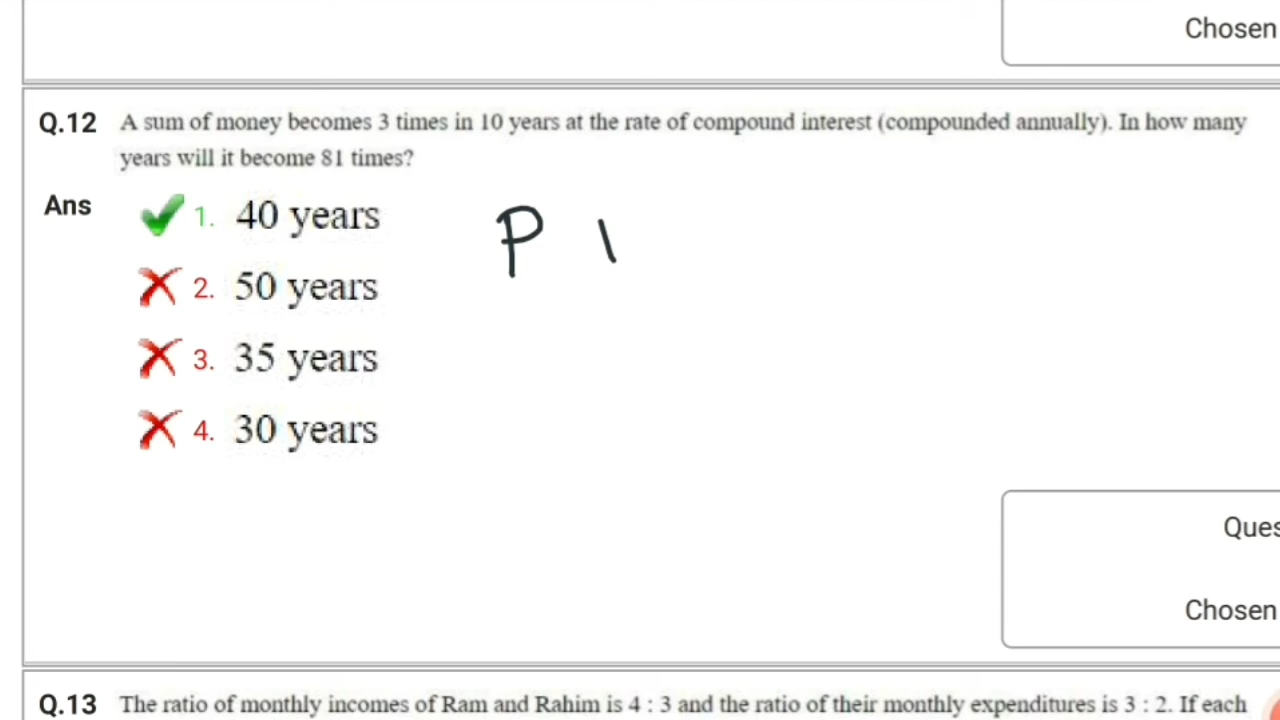 Chosen
Q.12 A sum of money becomes 3 times in 10 years at the rate of compound interest (compounded annually). In how many
years will it become 81 times?
Ans 1. 40 years
P
2. 50 years
3. 35 years
4. 30 years
Ques
Chosen
Q.13 The ratio of monthly incomes of Ram and Rahim is 4 : 3 and the ratio of their monthly expenditures is 3 : 2. If each